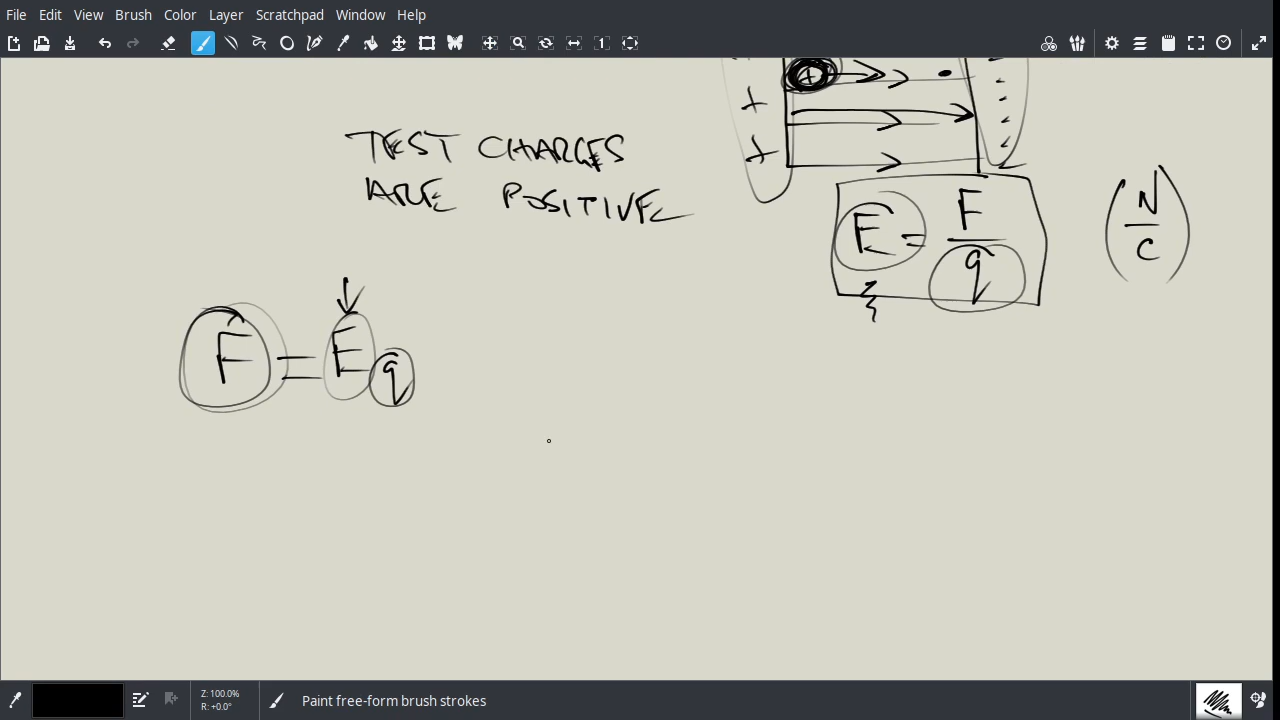 File Edit View Brush Color Layer Scratchpad Window Help
+
+
+
TEST CHARGES
ARE POSITIVE
E = F/q
(N/C)
F = Eq
Z: 100.0%
R: +0.0°
Paint free-form brush strokes